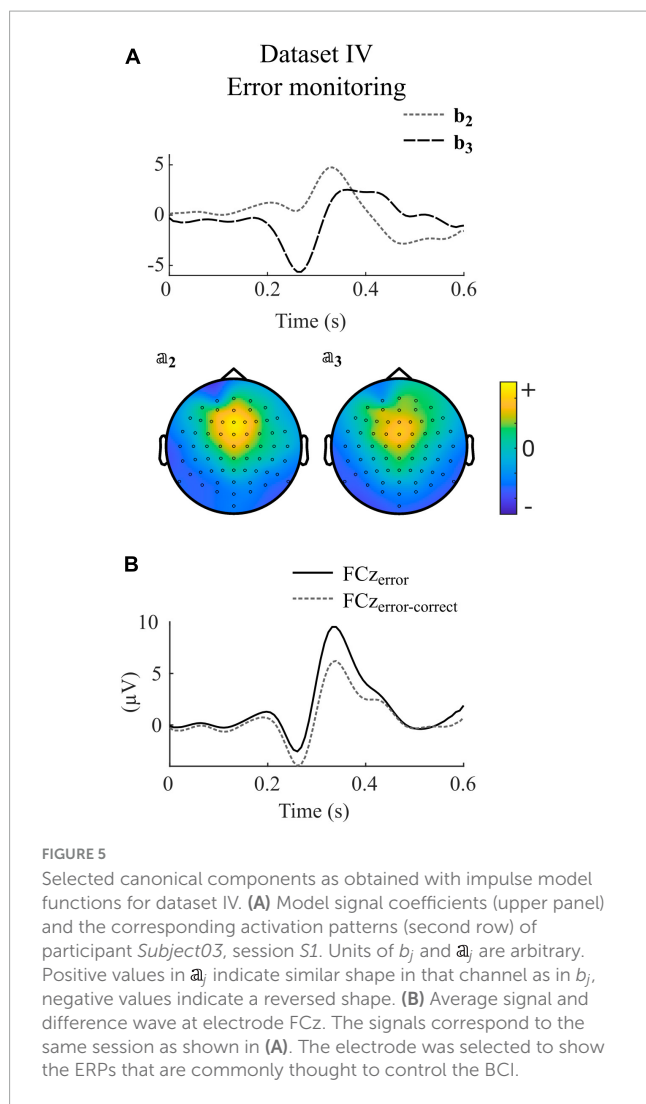 A
Dataset IV
Error monitoring
b2
b3
5
0
-5
0 0.2 0.4 0.6
Time (s)
𝕒2 𝕒3
+
0
-
B
FCzerror
FCzerror-correct
10
5
0
(μV)
0 0.2 0.4 0.6
Time (s)
FIGURE 5
Selected canonical components as obtained with impulse model
functions for dataset IV. (A) Model signal coefficients (upper panel)
and the corresponding activation patterns (second row) of
participant Subject03, session S1. Units of bj and 𝕒j are arbitrary.
Positive values in 𝕒j indicate similar shape in that channel as in bj,
negative values indicate a reversed shape. (B) Average signal and
difference wave at electrode FCz. The signals correspond to the
same session as shown in (A). The electrode was selected to show
the ERPs that are commonly thought to control the BCI.